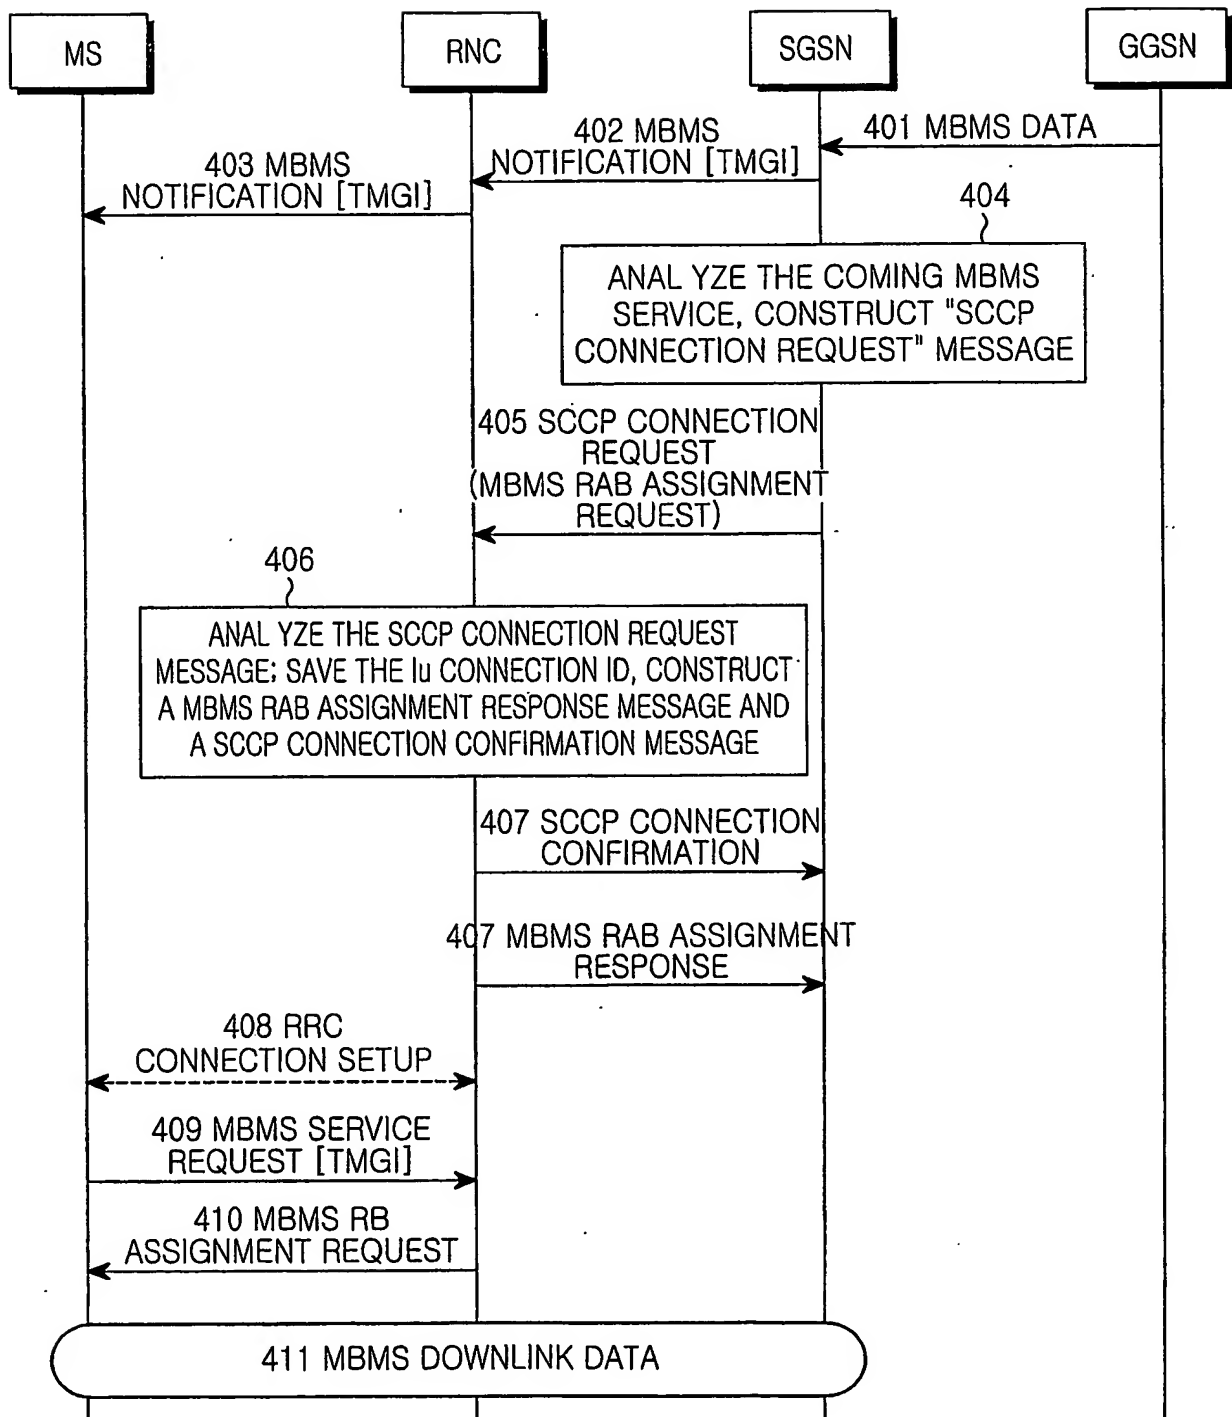 MS
RNC
SGSN
GGSN
401 MBMS DATA
402 MBMS
NOTIFICATION [TMGI]
403 MBMS
NOTIFICATION [TMGI]
404
ANAL YZE THE COMING MBMS
SERVICE, CONSTRUCT "SCCP
CONNECTION REQUEST" MESSAGE
405 SCCP CONNECTION
REQUEST
(MBMS RAB ASSIGNMENT
REQUEST)
406
ANAL YZE THE SCCP CONNECTION REQUEST
MESSAGE; SAVE THE Iu CONNECTION ID, CONSTRUCT
A MBMS RAB ASSIGNMENT RESPONSE MESSAGE AND
A SCCP CONNECTION CONFIRMATION MESSAGE
407 SCCP CONNECTION
CONFIRMATION
407 MBMS RAB ASSIGNMENT
RESPONSE
408 RRC
CONNECTION SETUP
409 MBMS SERVICE
REQUEST [TMGI]
410 MBMS RB
ASSIGNMENT REQUEST
411 MBMS DOWNLINK DATA